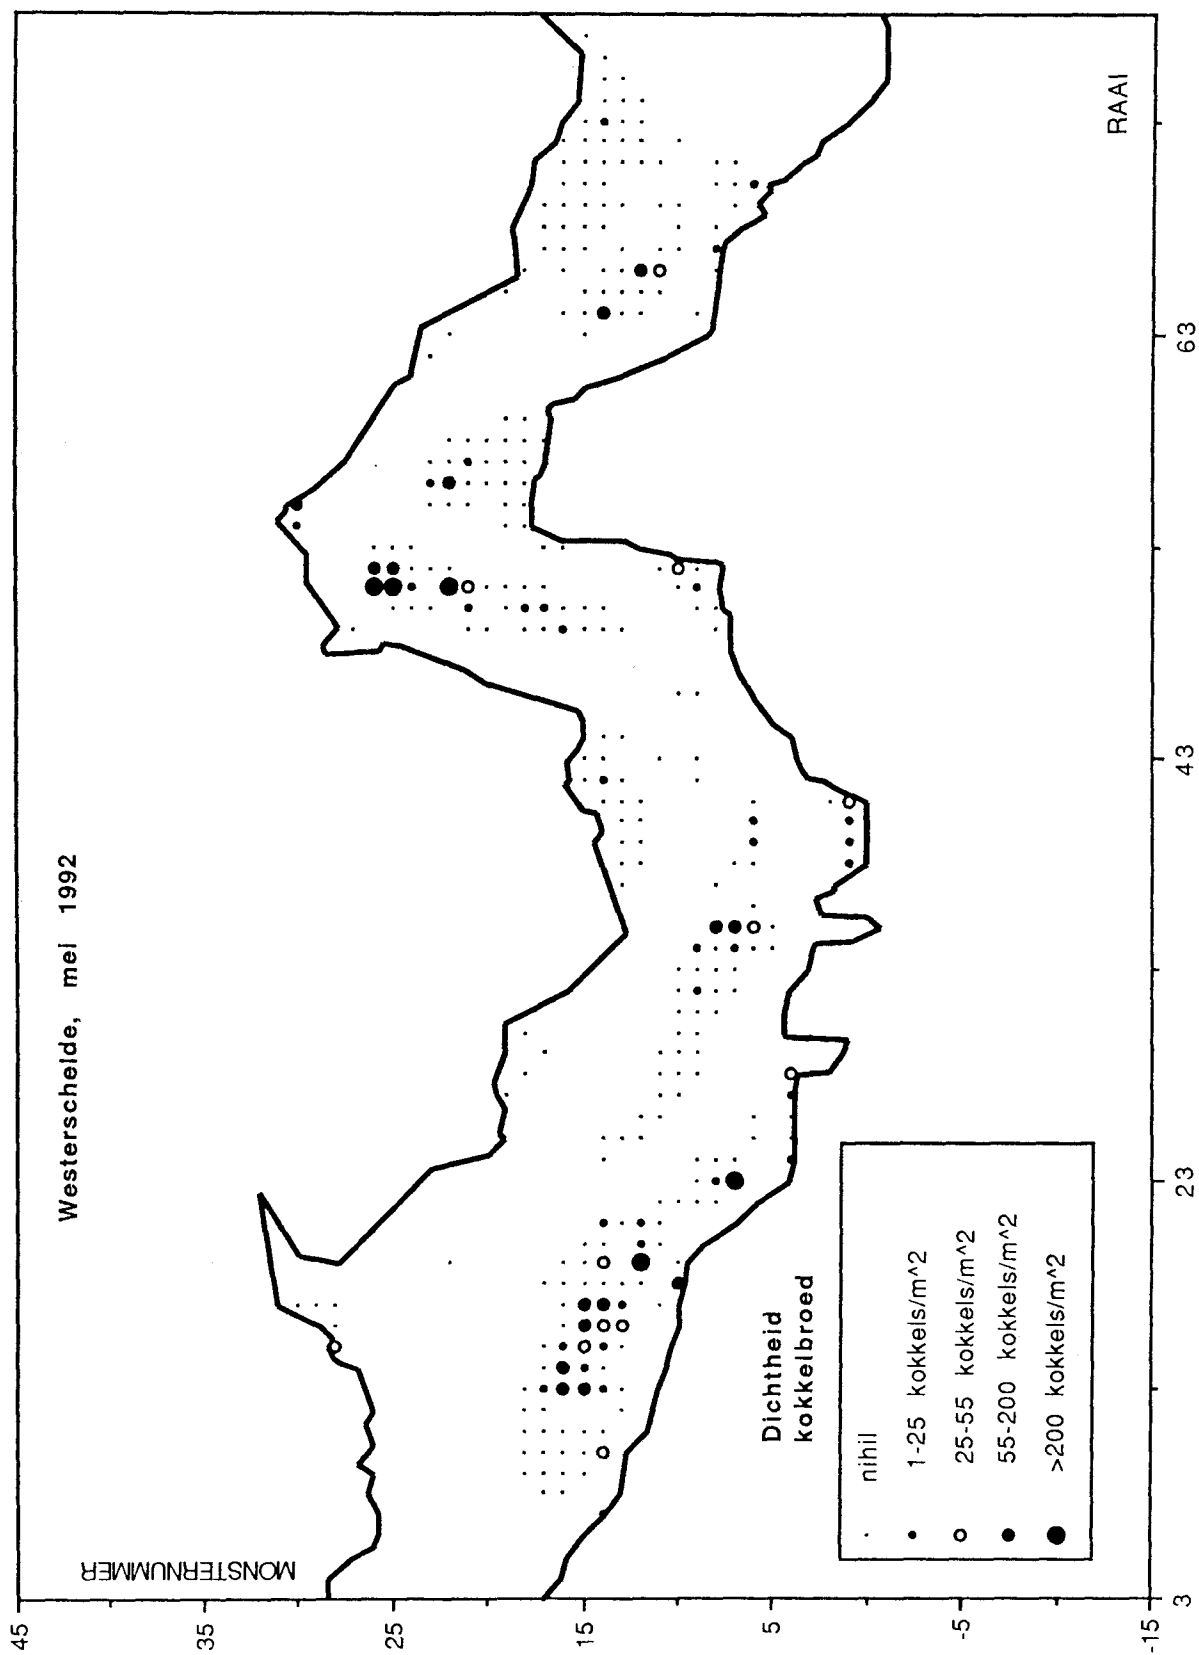 Westerschelde, mei 1992
MONSTERNUMMER
45
35
25
15
5
-5
-15
3
23
43
63
RAAI
Dichtheid
kokkelbroed
nihil
1-25 kokkels/m^2
25-55 kokkels/m^2
55-200 kokkels/m^2
>200 kokkels/m^2